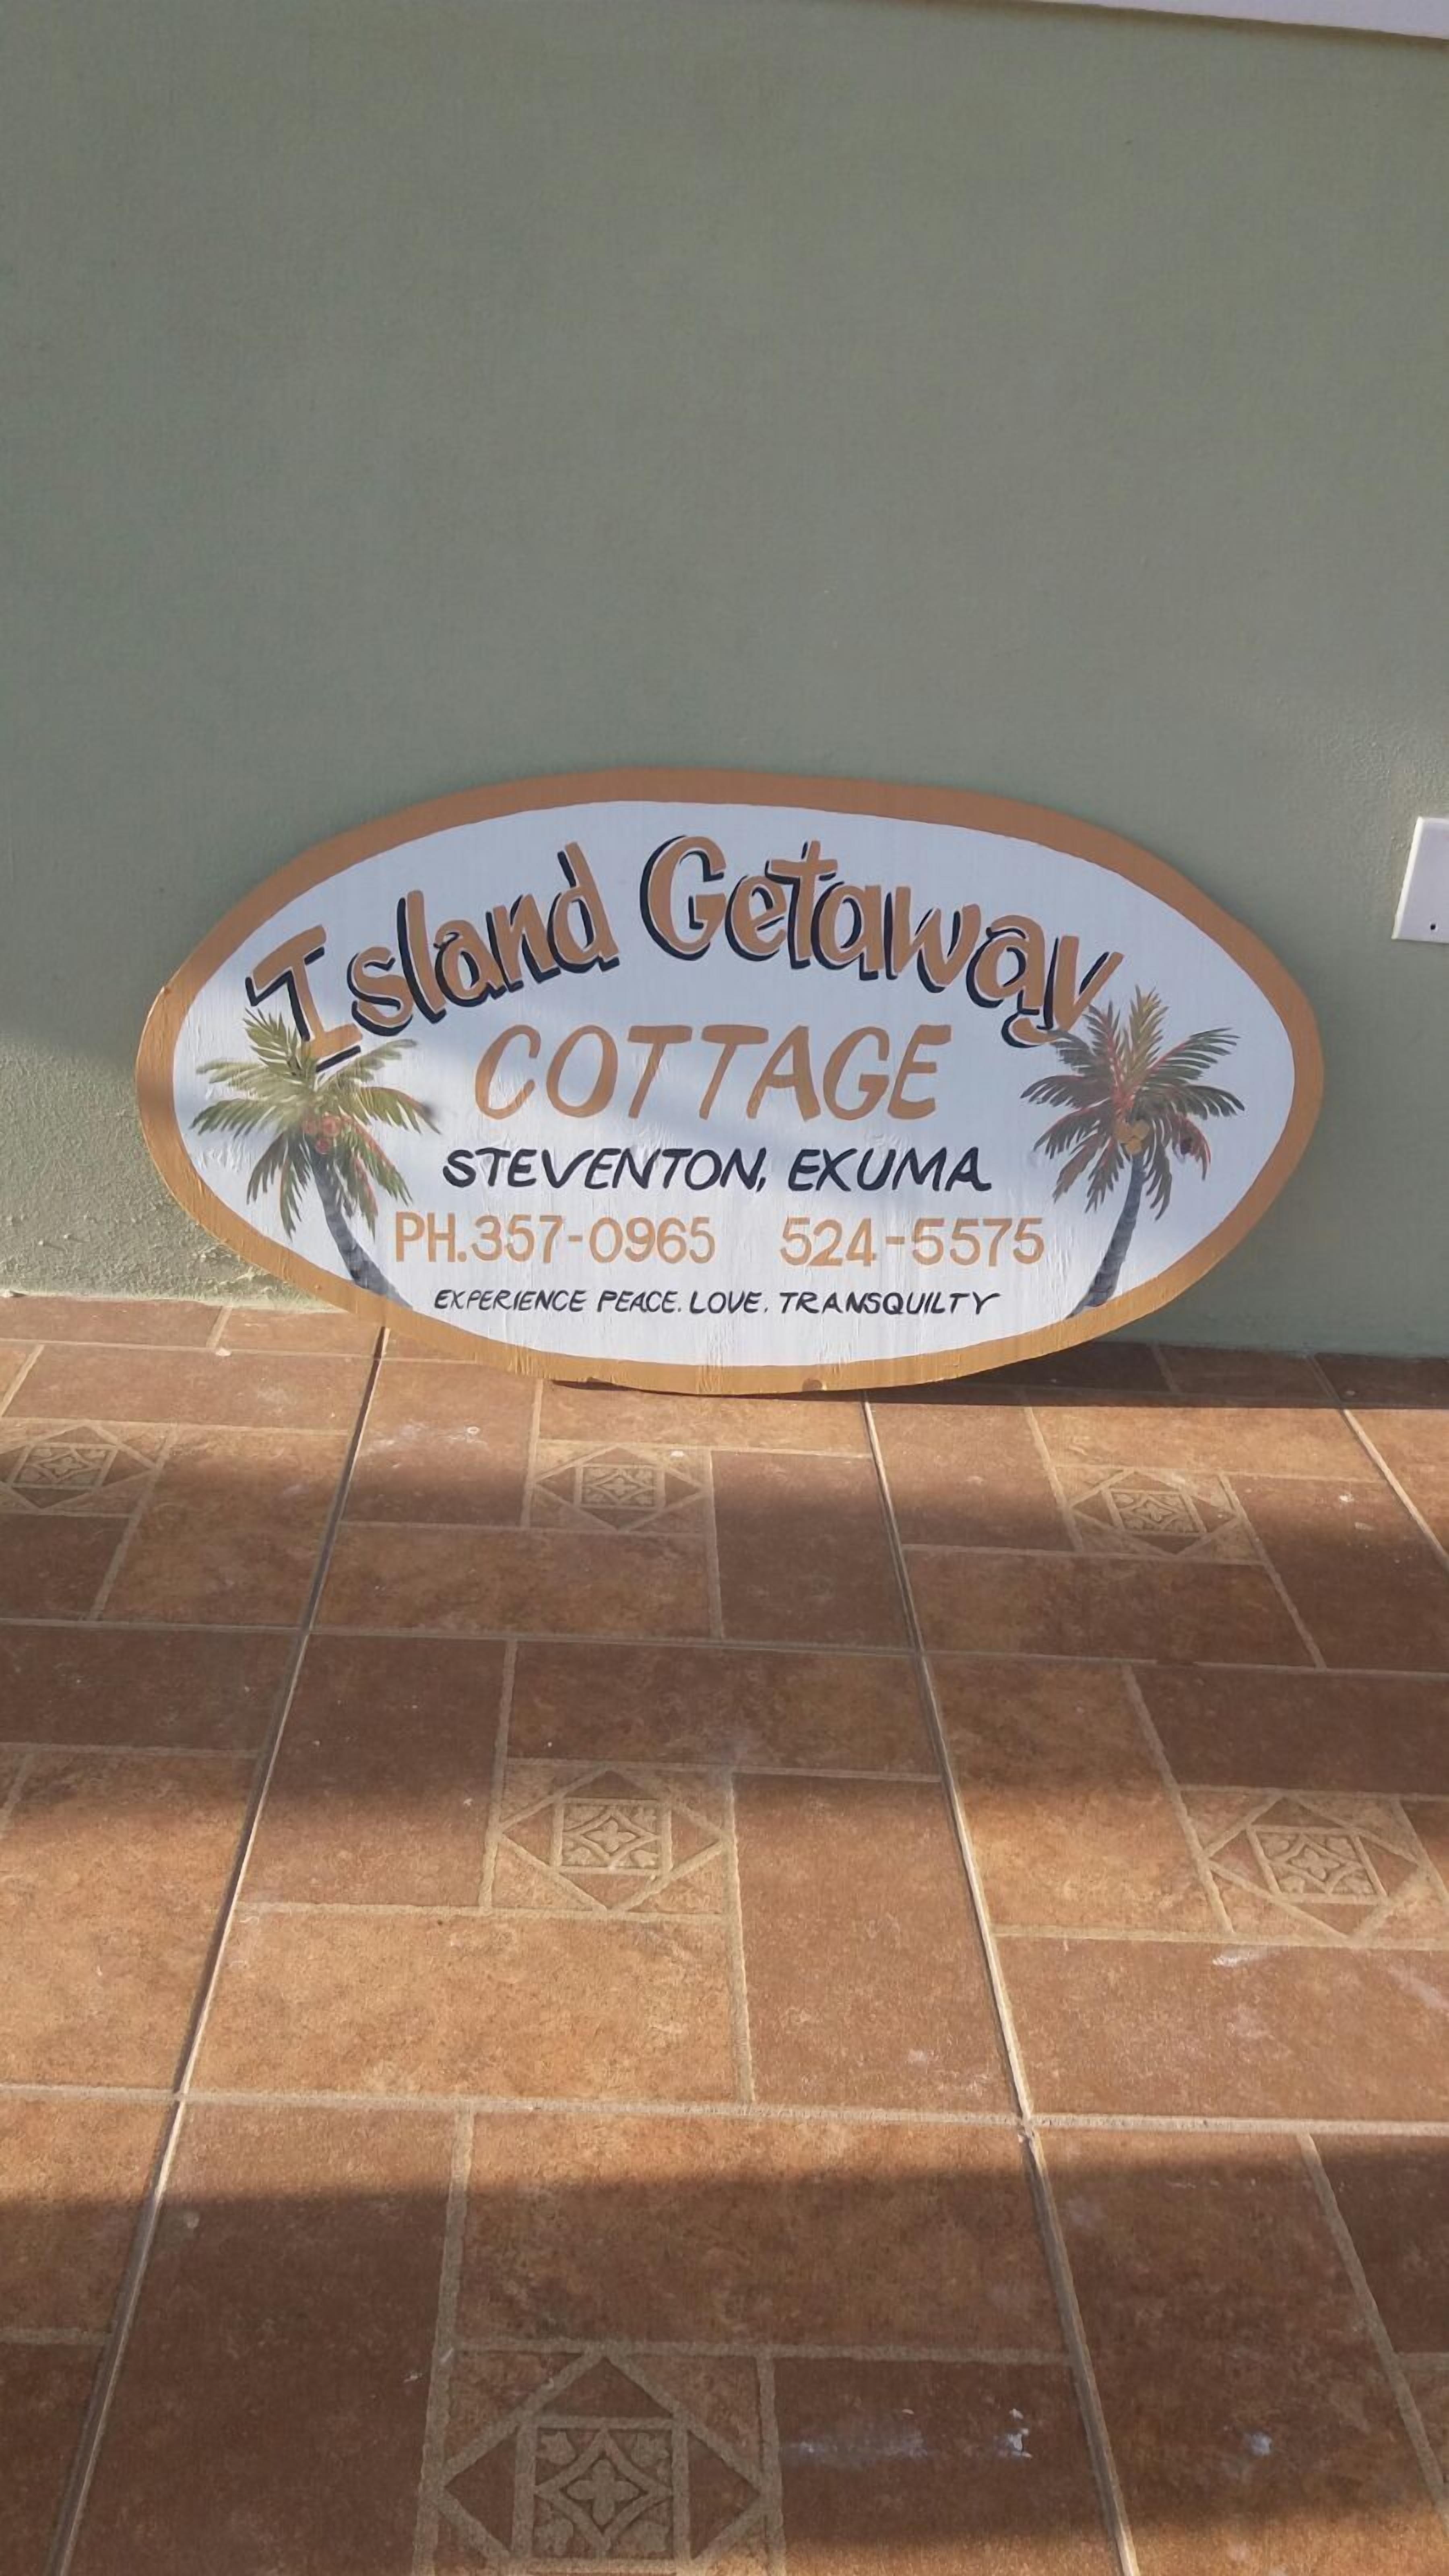 Island Getaway
COTTAGE
STEVENTON, EXUMA
PH.357-0965 524-5575
EXPERIENCE PEACE. LOVE. TRANSQUILTY